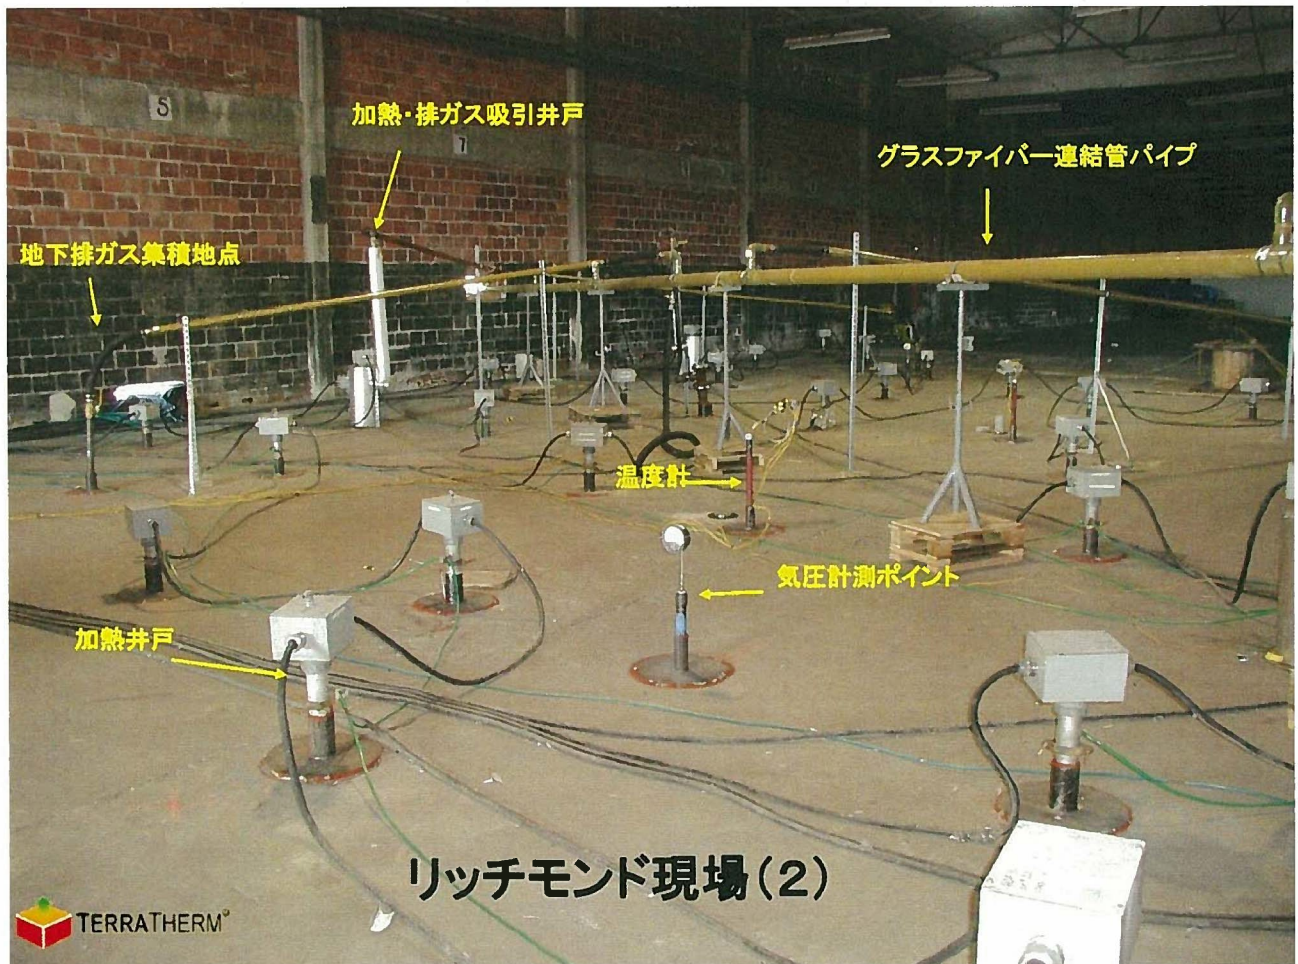 加熱・排ガス吸引井戸
グラスファイバー連結管パイプ
地下排ガス集積地点
温度計
気圧計測ポイント
加熱井戸
リッチモンド現場(2)
TERRATHERM®
5
7